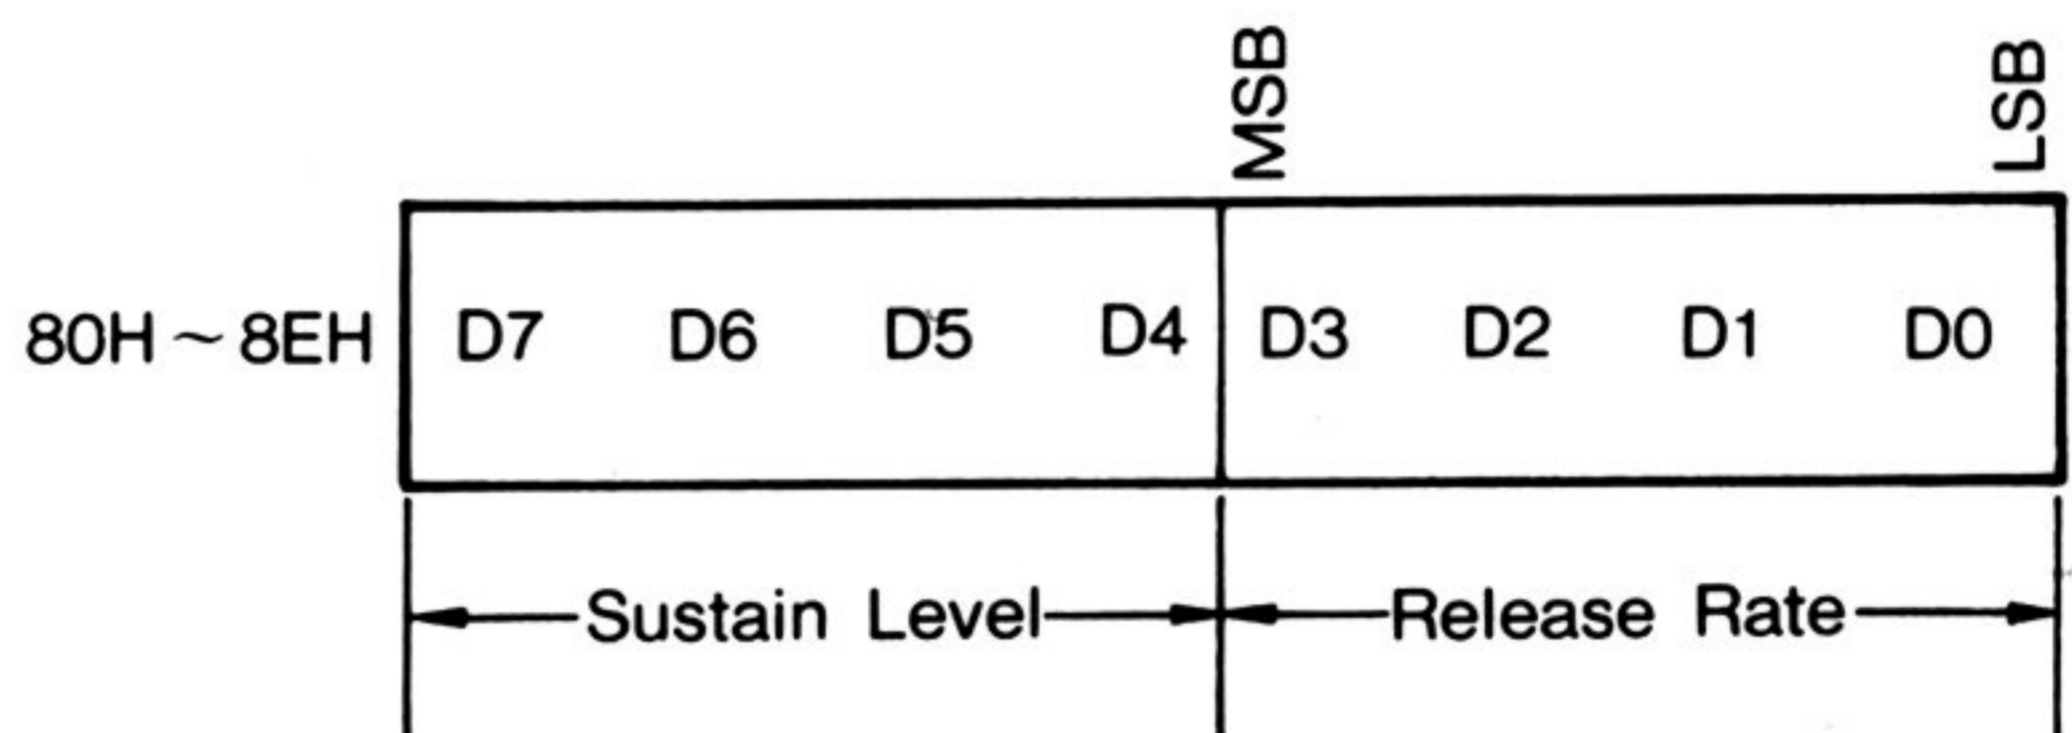 MSB LSB
80H ~ 8EH D7 D6 D5 D4 D3 D2 D1 D0
Sustain Level Release Rate